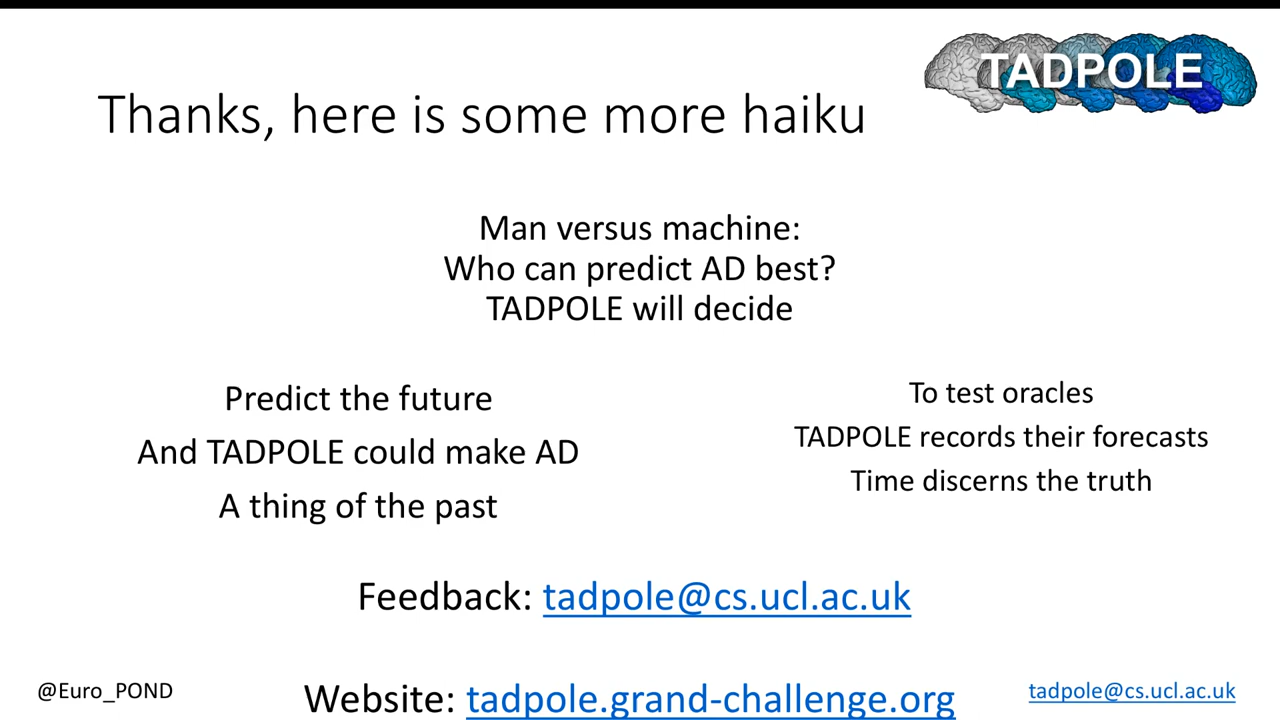 TADPOLE
Thanks, here is some more haiku
Man versus machine:
Who can predict AD best?
TADPOLE will decide
Predict the future
And TADPOLE could make AD
A thing of the past
To test oracles
TADPOLE records their forecasts
Time discerns the truth
Feedback: tadpole@cs.ucl.ac.uk
@Euro_POND
Website: tadpole.grand-challenge.org
tadpole@cs.ucl.ac.uk